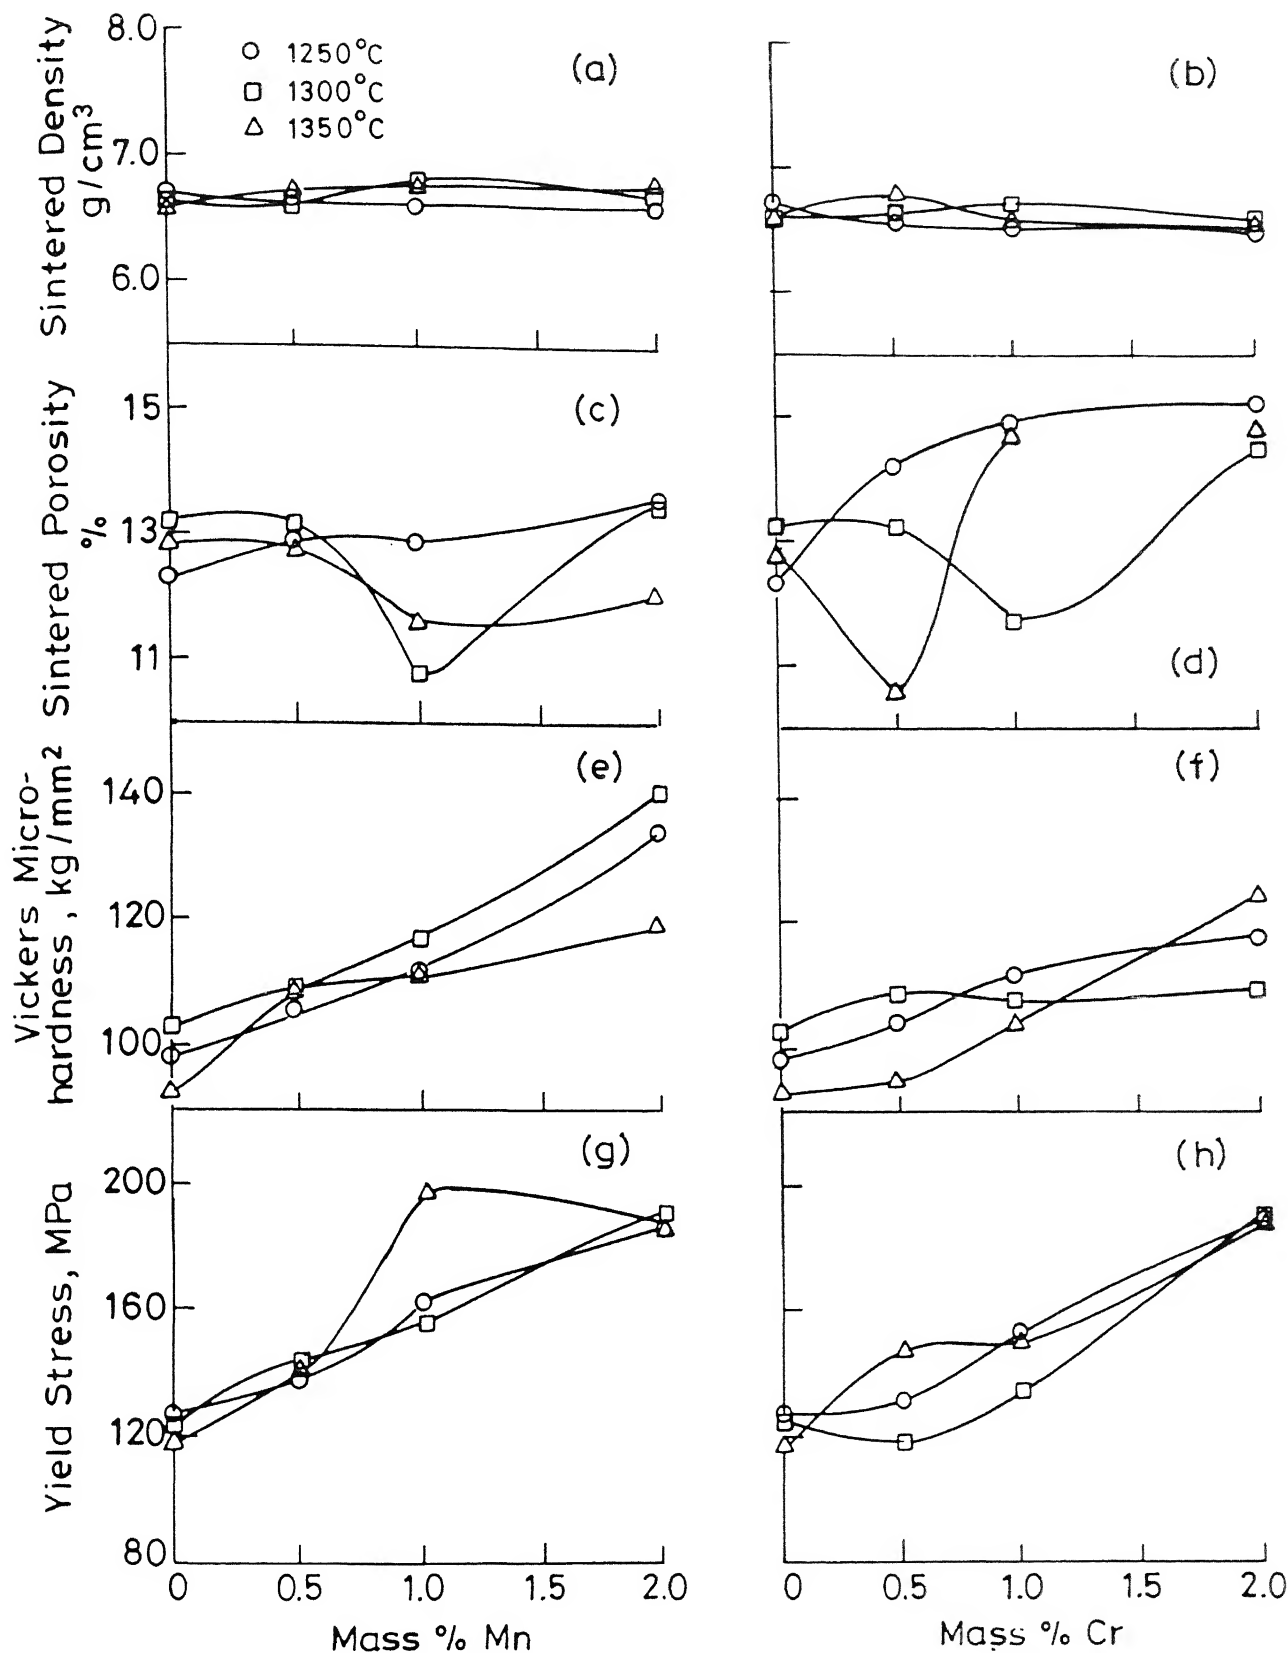 8.0
7.0
6.0
Sintered Density
g/cm³
○ 1250°C
□ 1300°C
△ 1350°C
(a)
(b)
15
13
11
Sintered Porosity
%
(c)
(d)
140
120
100
Vickers Micro-
hardness, kg/mm²
(e)
(f)
200
160
120
80
Yield Stress, MPa
(g)
(h)
0 0.5 1.0 1.5 2.0
Mass % Mn
0 0.5 1.0 1.5 2.0
Mass % Cr